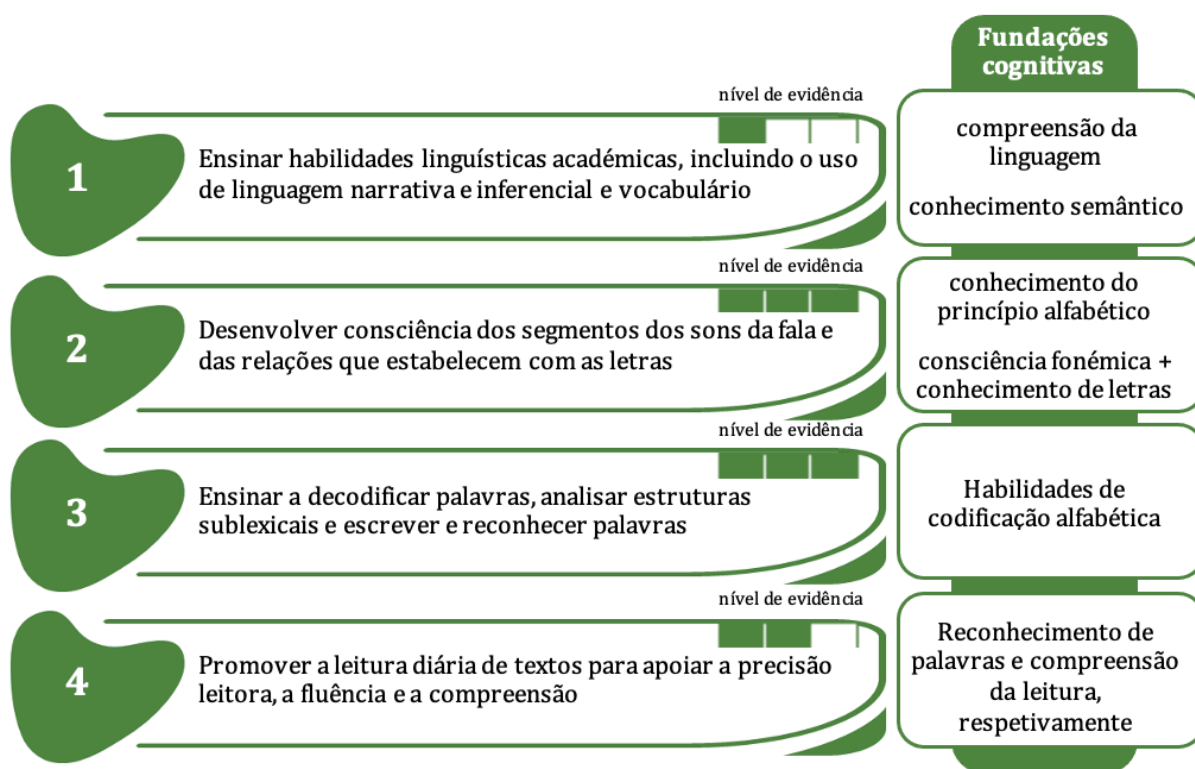 Fundações
cognitivas
nível de evidência
1
Ensinar habilidades linguísticas académicas, incluindo o uso
de linguagem narrativa e inferencial e vocabulário
compreensão da
linguagem
conhecimento semântico
nível de evidência
2
Desenvolver consciência dos segmentos dos sons da fala e
das relações que estabelecem com as letras
conhecimento do
princípio alfabético
consciência fonémica +
conhecimento de letras
nível de evidência
3
Ensinar a decodificar palavras, analisar estruturas
sublexicais e escrever e reconhecer palavras
Habilidades de
codificação alfabética
nível de evidência
4
Promover a leitura diária de textos para apoiar a precisão
leitora, a fluência e a compreensão
Reconhecimento de
palavras e compreensão
da leitura,
respetivamente